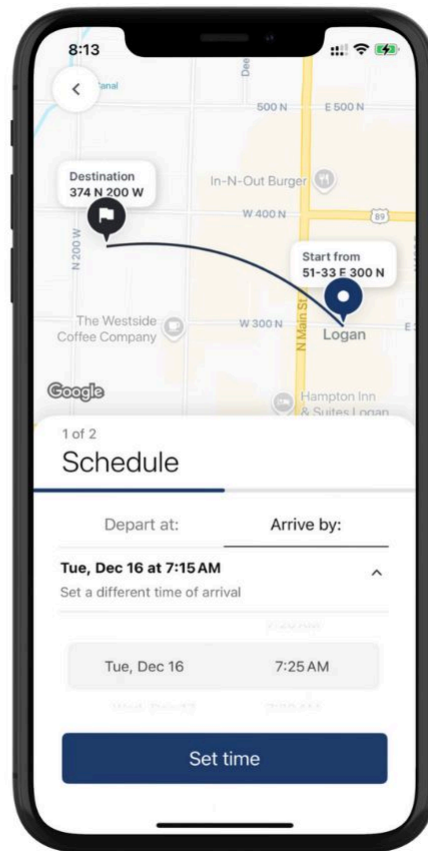 8:13
Canal
500 N
E 500 N
Destination
374 N 200 W
In-N-Out Burger
W 400 N
89
N 200 W
Start from
51-33 E 300 N
The Westside
Coffee Company
W 300 N
N Main St
Logan
E
Google
Hampton Inn
& Suites Logan
1 of 2
Schedule
Depart at:
Arrive by:
Tue, Dec 16 at 7:15 AM
Set a different time of arrival
Tue, Dec 16
7:25 AM
Set time